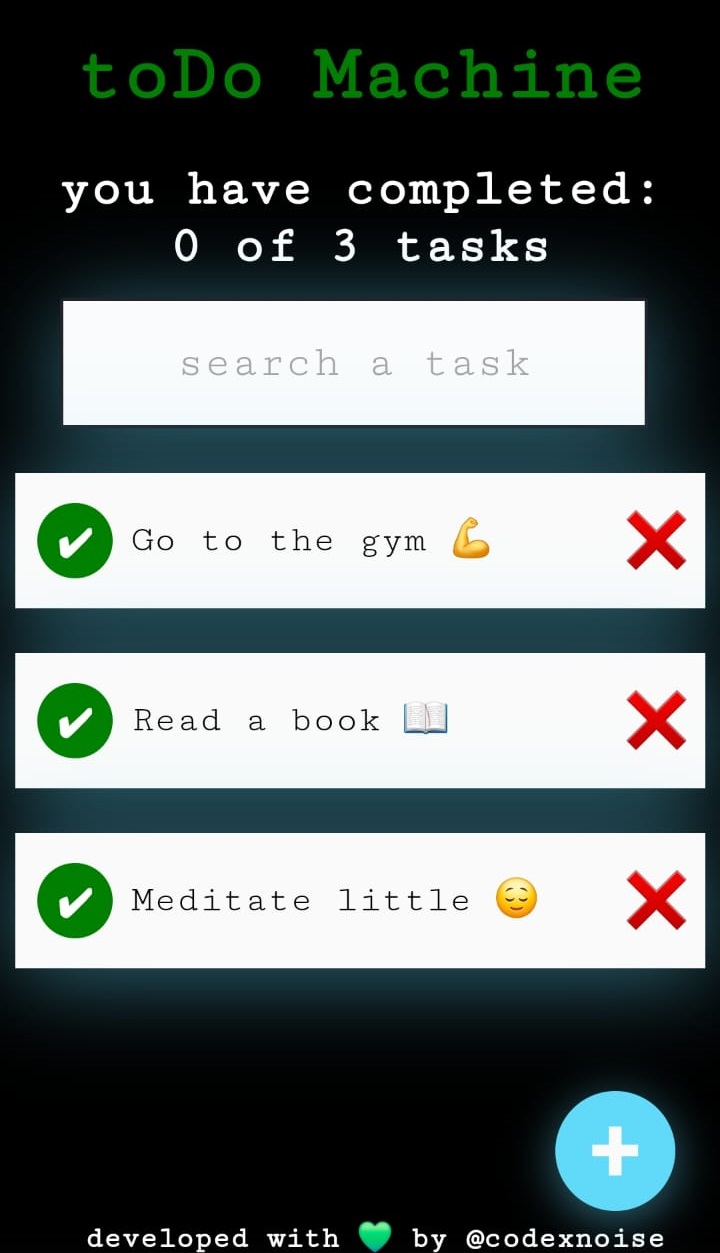 toDo Machine
you have completed:
0 of 3 tasks
search a task
Go to the gym 💪
Read a book 📖
Meditate little 😌
developed with 💚 by @codexnoise